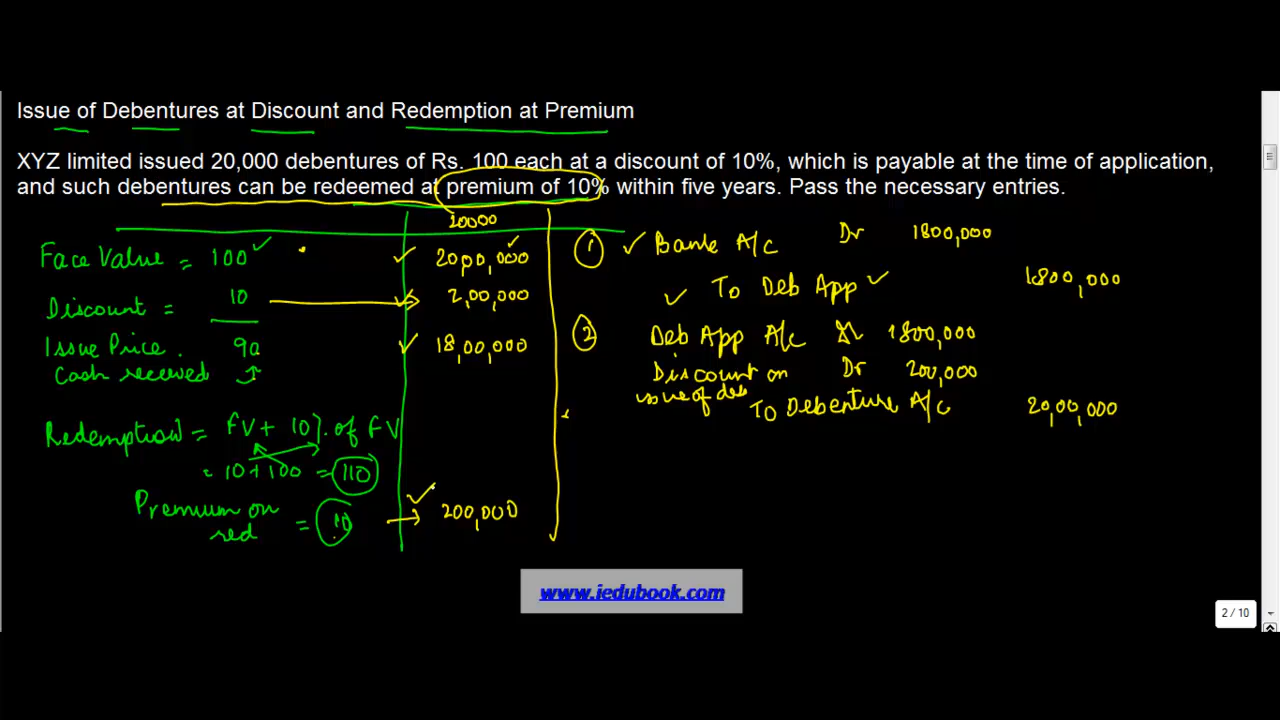 Issue of Debentures at Discount and Redemption at Premium
XYZ limited issued 20,000 debentures of Rs. 100 each at a discount of 10%, which is payable at the time of application,
and such debentures can be redeemed at premium of 10% within five years. Pass the necessary entries.
20000
Face Value = 100
2000,000
Discount = 10
2,00,000
Issue Price . 90
18,00,000
Cash received
Redemption = FV + 10% of FV
= 10 + 100 = 110
Premium on
red = 10
200,000
1 Bank A/c Dr 1800,000
To Deb App 1800,000
2 Deb App A/c Dr 1800,000
Discount on Dr 200,000
issue of deb
To Debenture A/c 20,00,000
www.iedubook.com
2 / 10